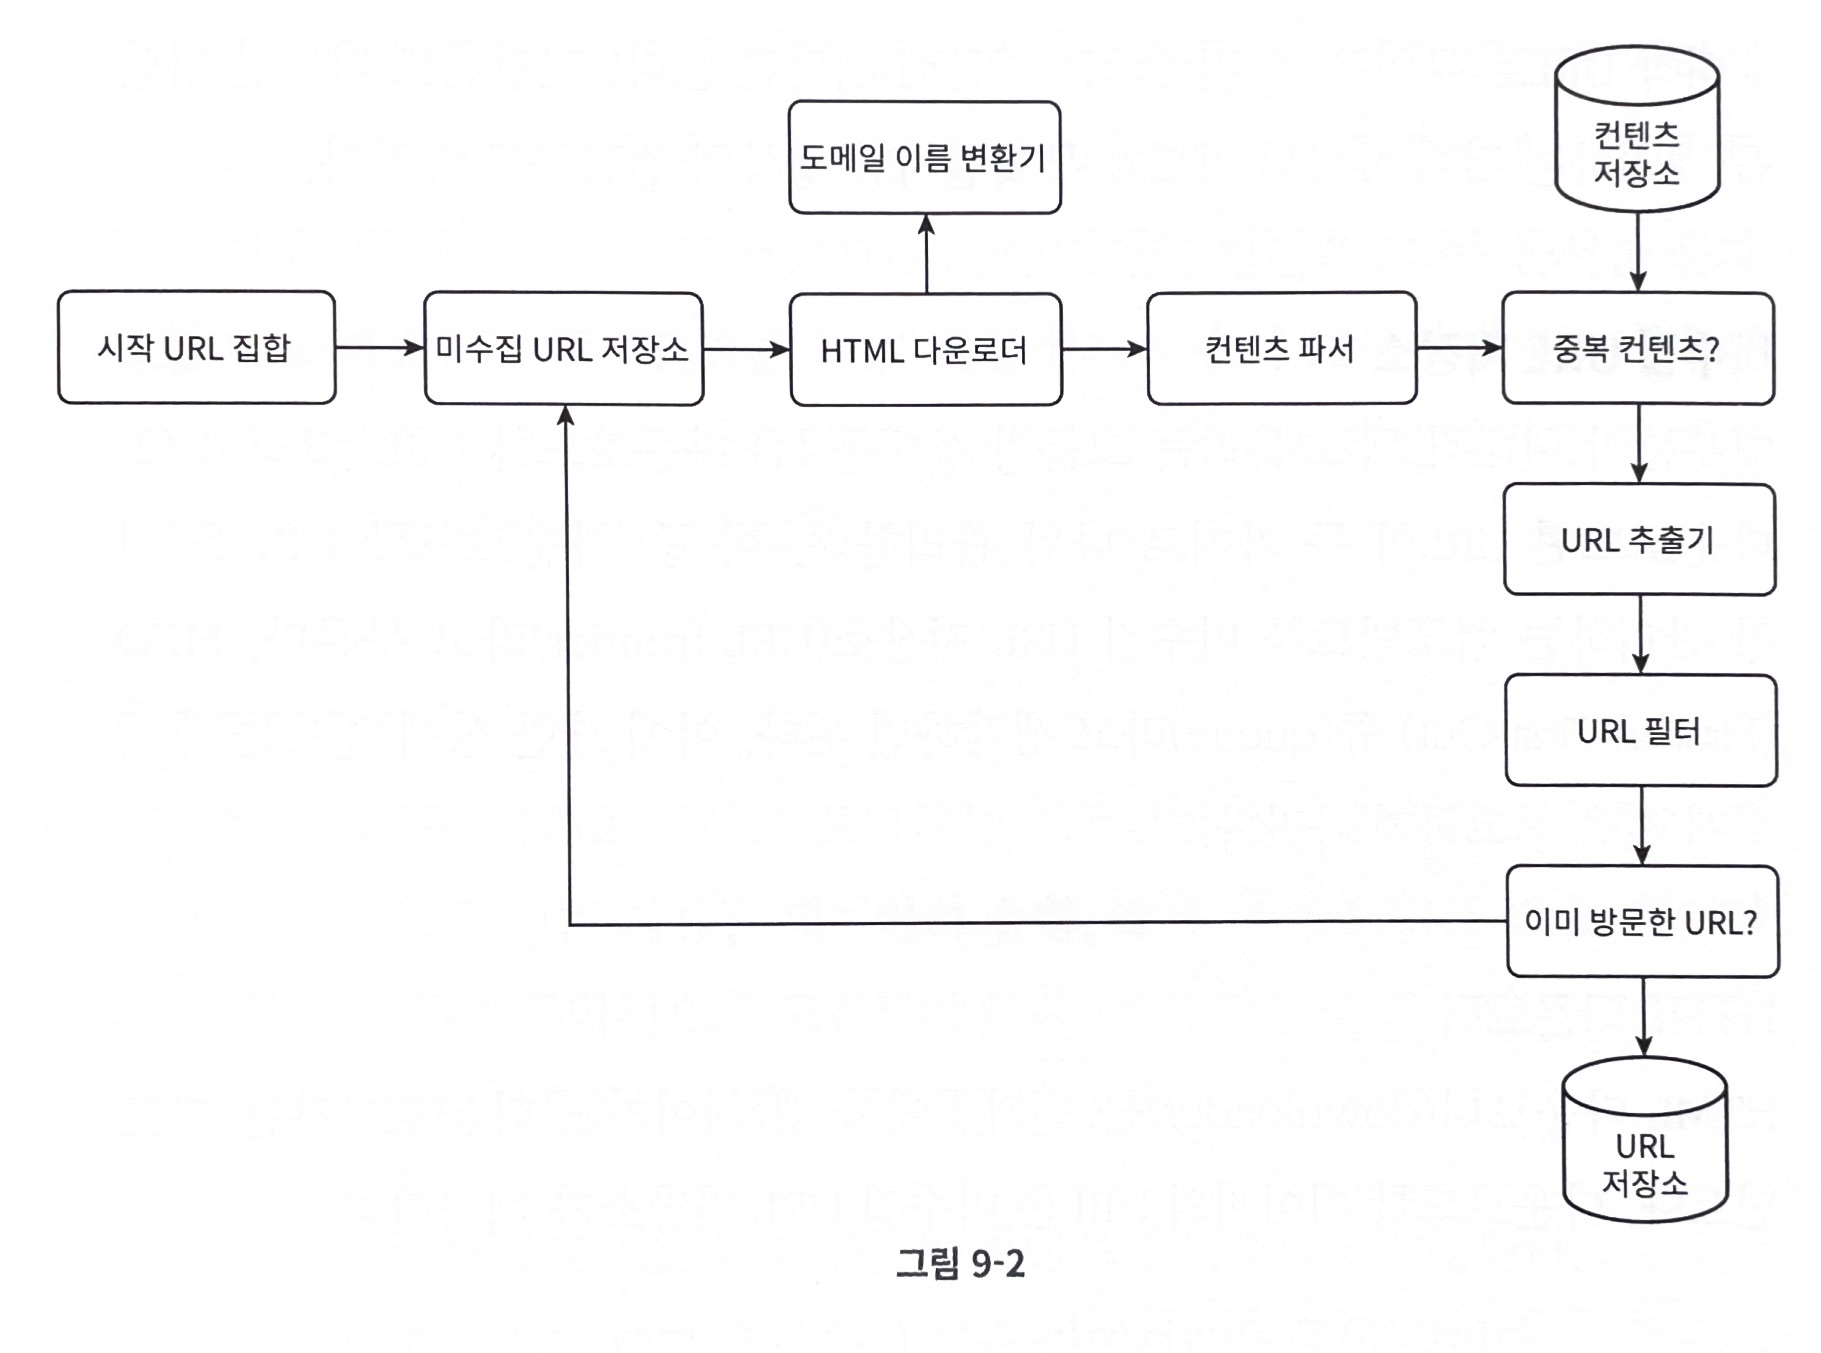 컨텐츠
저장소
도메일 이름 변환기
시작 URL 집합
미수집 URL 저장소
HTML 다운로더
컨텐츠 파서
중복 컨텐츠?
URL 추출기
URL 필터
이미 방문한 URL?
URL
저장소
그림 9-2